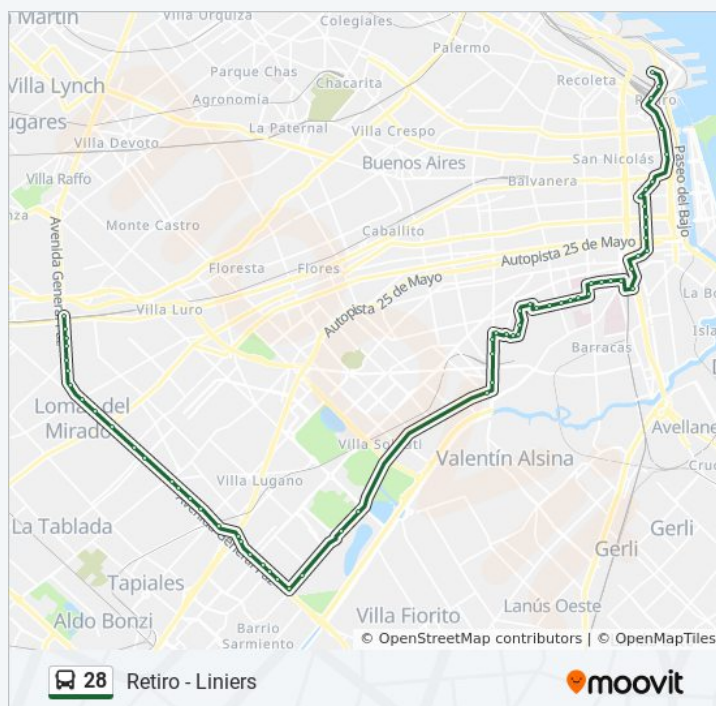 Martin
Villa Urquiza
Colegiales
Palermo
Parque Chas
Recoleta
Retiro
Villa Lynch
Chacarita
Agronomía
ugares
La Paternal
Villa Crespo
Villa Devoto
San Nicolás
Buenos Aires
Paseo del Bajo
Villa Raffo
Balvanera
nza
Avenida General Paz
Monte Castro
Caballito
Autopista 25 de Mayo
Floresta
Flores
Autopista 25 de Mayo
La Bo
Villa Luro
Isla
Barracas
Lomas del
Mirador
Avellane
Villa Soldati
Valentín Alsina
Cruc
Villa Lugano
La Tablada
Avenida General Paz
Gerli
Gerli
Tapiales
Villa Fiorito
Lanús Oeste
Aldo Bonzi
Barrio
Sarmiento
© OpenStreetMap contributors | © OpenMapTiles
28 Retiro - Liniers
moovit